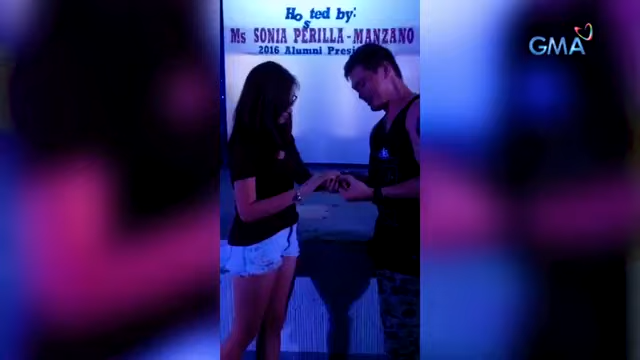 Hosted by:
Ms SONIA PERILLA-MANZANO
2016 Alumni Presi
GMA